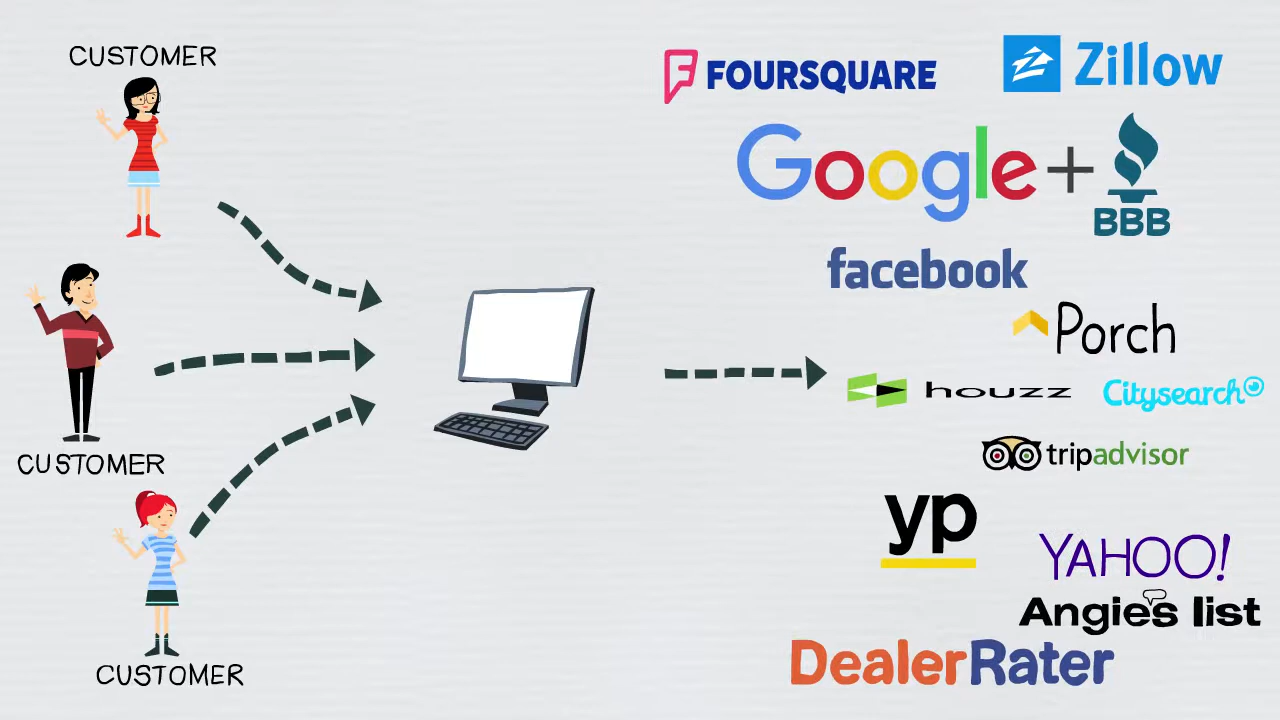 CUSTOMER
CUSTOMER
CUSTOMER
FOURSQUARE
Zillow
Google+
BBB
facebook
Porch
houzz
Citysearch
tripadvisor
yp
YAHOO!
Angie's list
DealerRater